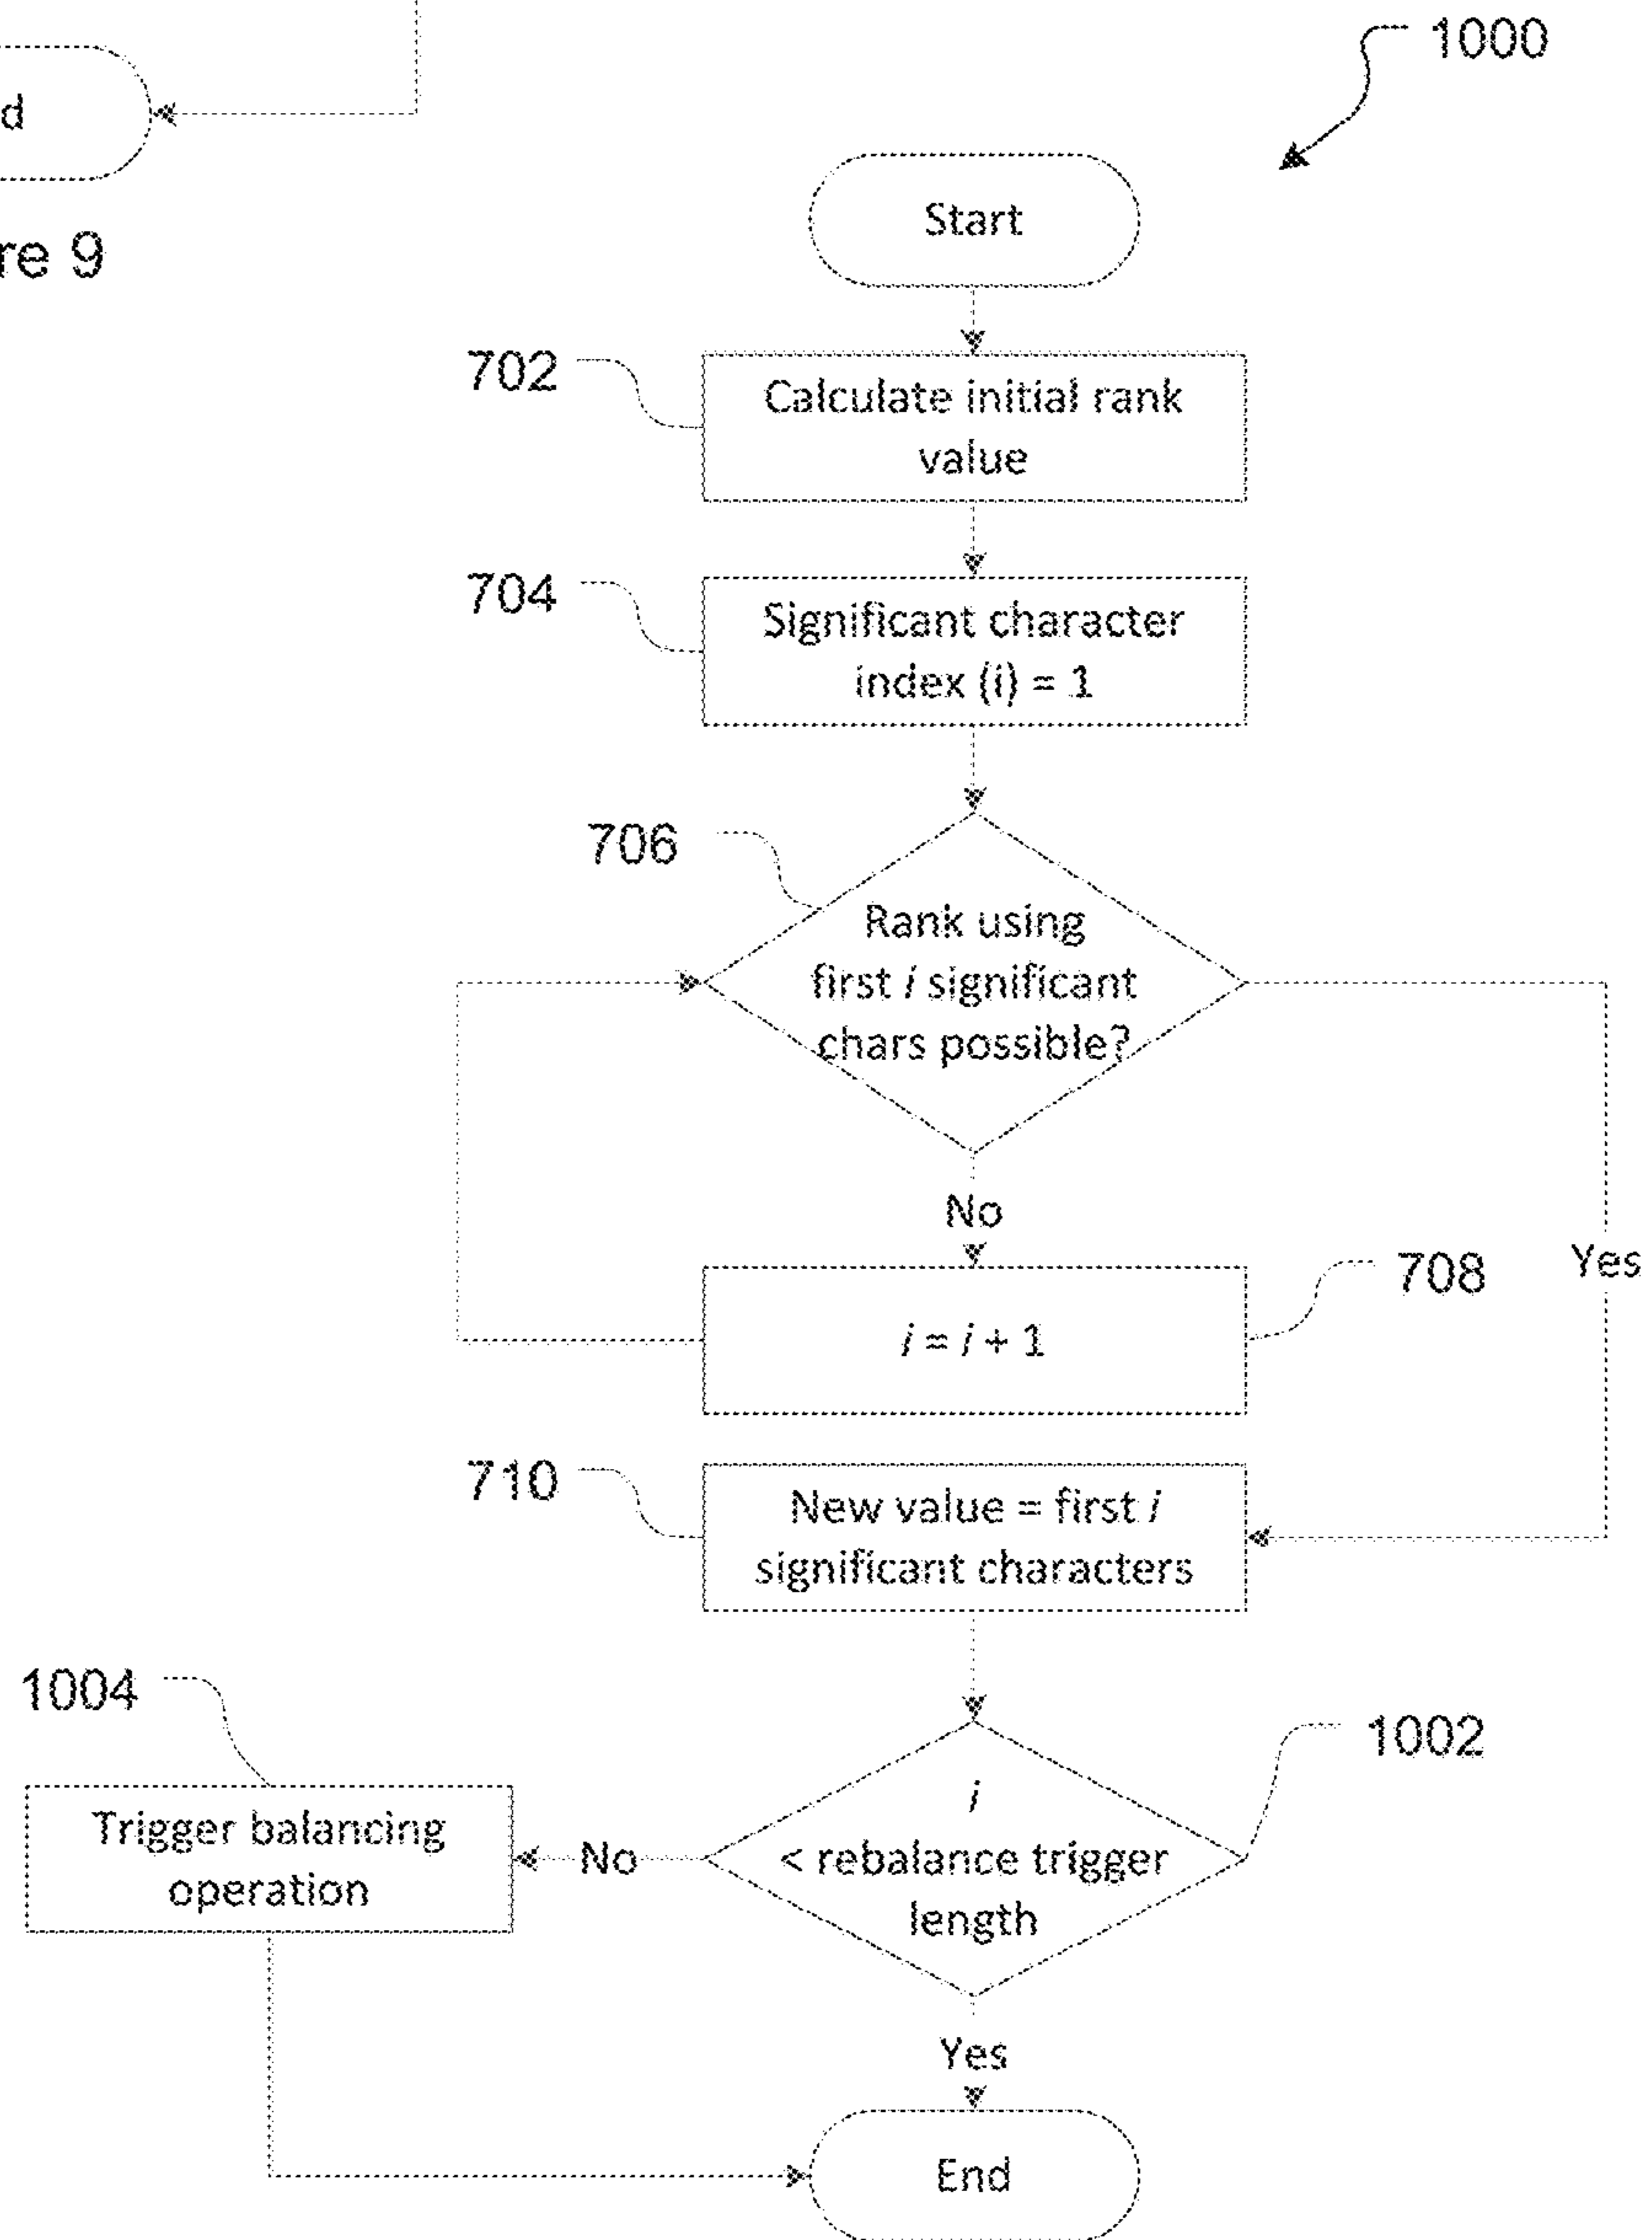 1000
d
Start
re 9
702
Calculate initial rank
value
704
Significant character
index (i) = 1
706
Rank using
first i significant
chars possible?
No
708
Yes
i = i + 1
710
New value = first i
significant characters
1004
1002
i
Trigger balancing
operation
No
< rebalance trigger
length
Yes
End